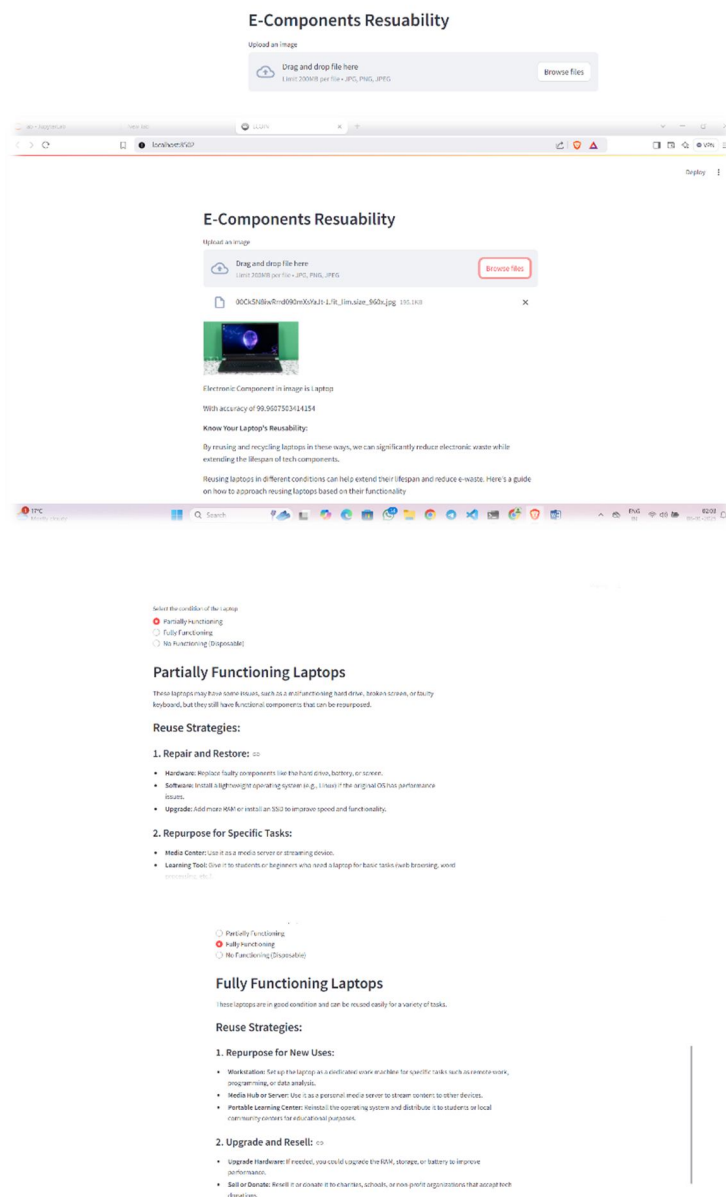 E-Components Resuability
Upload an image
Drag and drop file here
Limit 200MB per file • JPG, PNG, JPEG
Browse files
localhost:8502
VPN
Deploy
E-Components Resuability
Upload an image
Drag and drop file here
Limit 200MB per file • JPG, PNG, JPEG
Browse files
195.1KB
Electronic Component in image is Laptop
With accuracy of 99.9607503414154
Know Your Laptop's Reusability:
By reusing and recycling laptops in these ways, we can significantly reduce electronic waste while
extending the lifespan of tech components.
Reusing laptops in different conditions can help extend their lifespan and reduce e-waste. Here's a guide
on how to approach reusing laptops based on their functionality
17°C
Search
ENG
02:03
Select the condition of the Laptop
Partially Functioning
Fully Functioning
No Functioning (Disposable)
Partially Functioning Laptops
These laptops may have some issues, such as a malfunctioning hard drive, broken screen, or faulty
keyboard, but they still have functional components that can be repurposed.
Reuse Strategies:
1. Repair and Restore:
• Hardware: Replace faulty components like the hard drive, battery, or screen.
• Software: Install a lightweight operating system (e.g., Linux) if the original OS has performance
issues.
• Upgrade: Add more RAM or install an SSD to improve speed and functionality.
2. Repurpose for Specific Tasks:
• Media Center: Use it as a media server or streaming device.
• Learning Tool: Give it to students or beginners who need a laptop for basic tasks (web browsing, word
processing, etc.).
Partially Functioning
Fully Functioning
No Functioning (Disposable)
Fully Functioning Laptops
These laptops are in good condition and can be reused easily for a variety of tasks.
Reuse Strategies:
1. Repurpose for New Uses:
• Workstation: Set up the laptop as a dedicated work machine for specific tasks such as remote work,
programming, or data analysis.
• Media Hub or Server: Use it as a personal media server to stream content to other devices.
• Portable Learning Center: Reinstall the operating system and distribute it to students or local
community centers for educational purposes.
2. Upgrade and Resell:
• Upgrade Hardware: If needed, you could upgrade the RAM, storage, or battery to improve
performance.
• Sell or Donate: Resell it or donate it to charities, schools, or non-profit organizations that accept tech
donations.